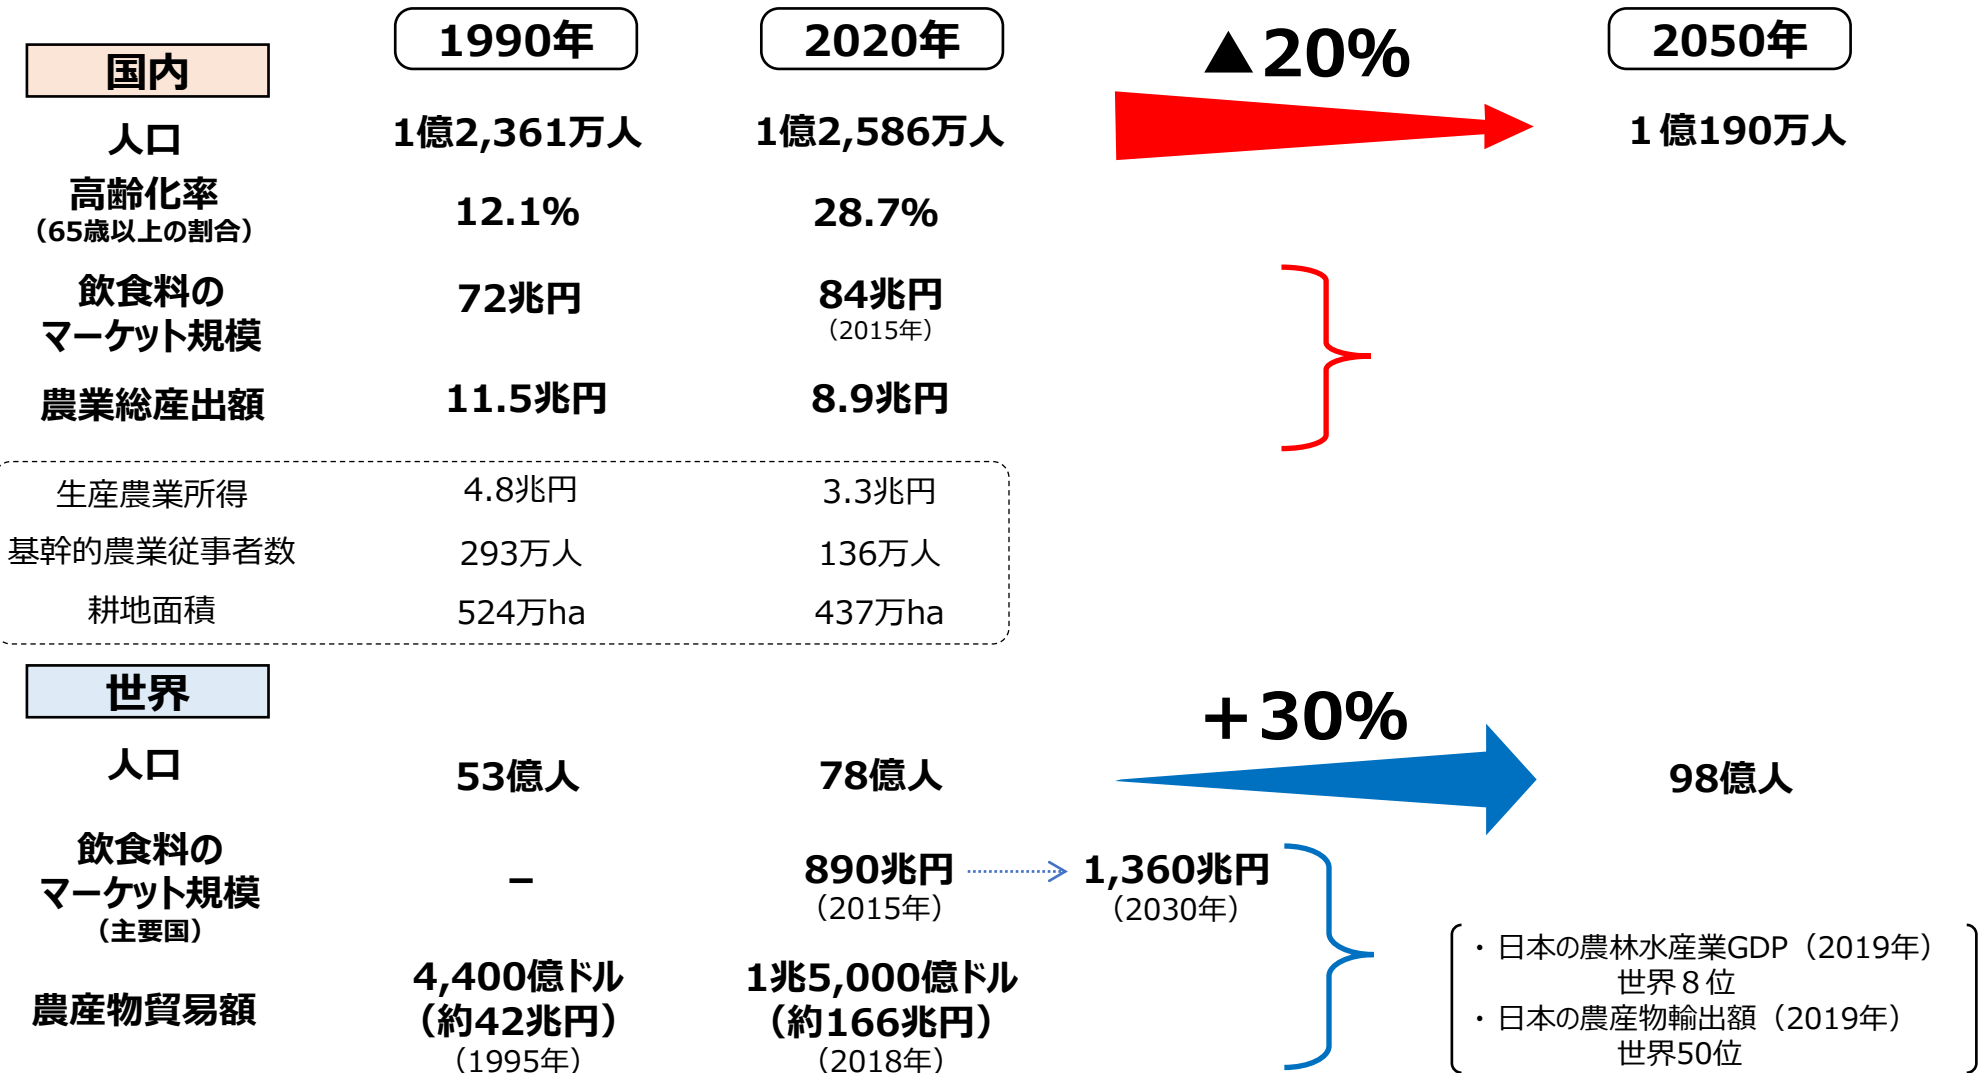 1990年 2020年 ▲20% 2050年
国内
人口 1億2,361万人 1億2,586万人 1億190万人
高齢化率
（65歳以上の割合） 12.1% 28.7%
飲食料の
マーケット規模 72兆円 84兆円
（2015年）
農業総産出額 11.5兆円 8.9兆円
生産農業所得 4.8兆円 3.3兆円
基幹的農業従事者数 293万人 136万人
耕地面積 524万ha 437万ha
世界
＋30%
人口 53億人 78億人 98億人
飲食料の
マーケット規模
（主要国） – 890兆円 1,360兆円
（2015年） （2030年）
農産物貿易額
4,400億ドル 1兆5,000億ドル
（約42兆円） （約166兆円）
（1995年） （2018年）
・日本の農林水産業GDP（2019年）
世界８位
・日本の農産物輸出額（2019年）
世界50位